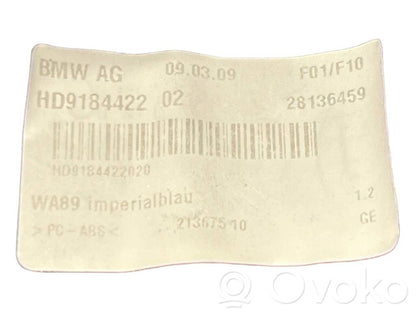 BMW AG 09.03.09 F01/F10
HD9184422 02 28136459
HD9184422020
WA89 imperialblau 1.2
21367510 GE
> PC-ABS <
Ovoko